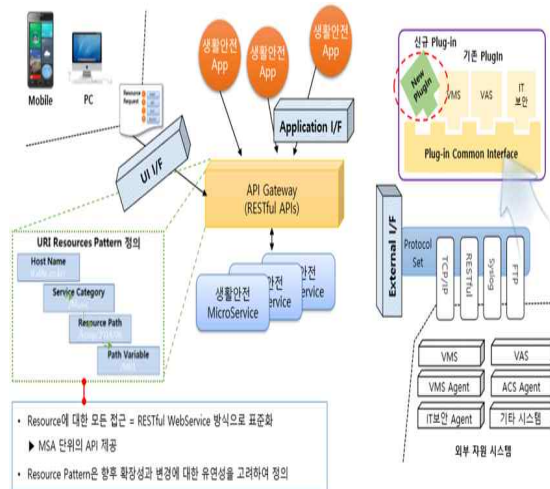 Mobile
PC
Resource
Request
생활안전
App
생활안전
App
생활안전
App
UI I/F
Application I/F
API Gateway
(RESTful APIs)
생활안전
MicroService
URI Resources Pattern 정의
Host Name
Service Category
Resource Path
Path Variable
• Resource에 대한 모든 접근 = RESTful WebService 방식으로 표준화
▶ MSA 단위의 API 제공
• Resource Pattern은 향후 확장성과 변경에 대한 유연성을 고려하여 정의
신규 Plug-in
기존 PlugIn
New
PlugIn
VMS
VAS
IT
보안
Plug-in Common Interface
External I/F
Protocol
Set
TCP/IP
RESTful
Syslog
FTP
VMS
VAS
VMS Agent
ACS Agent
IT보안 Agent
기타 시스템
외부 자원 시스템